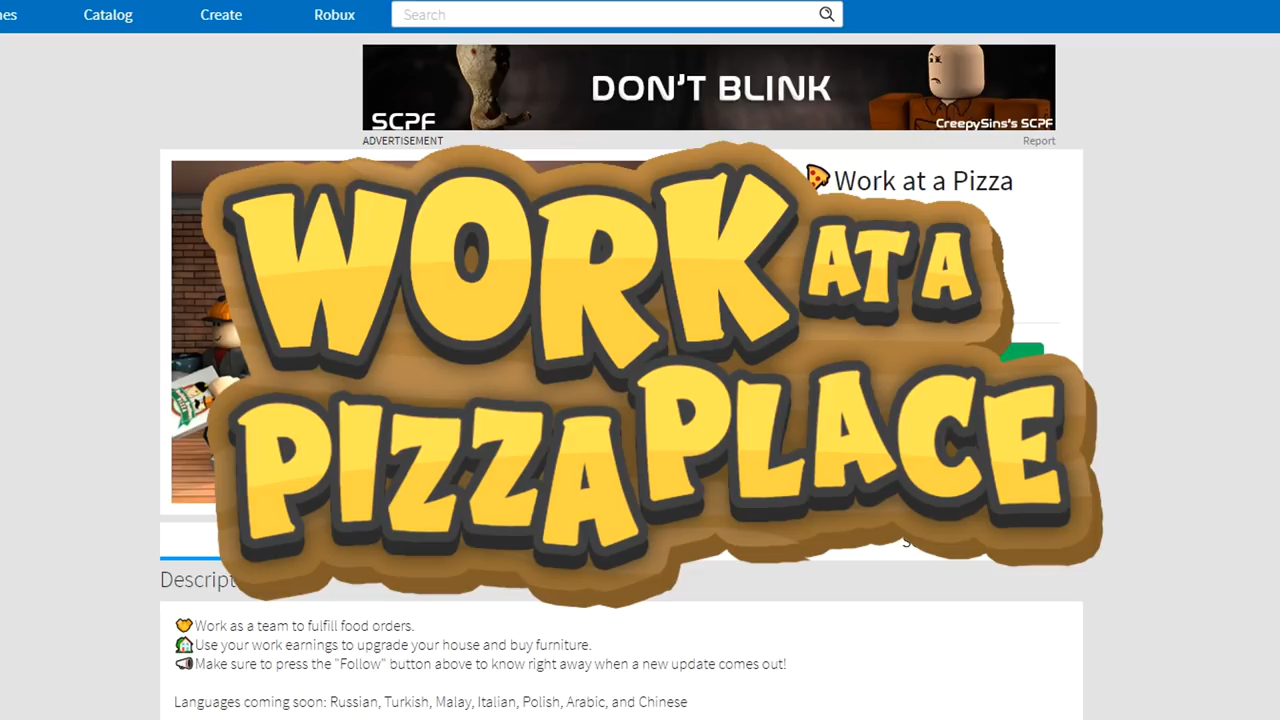 Catalog Create Robux Search
DON'T BLINK
SCPF
CreepySins's SCPF
ADVERTISEMENT Report
Work at a Pizza
WORK AT A
PIZZA PLACE
Descript
Work as a team to fulfill food orders.
Use your work earnings to upgrade your house and buy furniture.
Make sure to press the "Follow" button above to know right away when a new update comes out!
Languages coming soon: Russian, Turkish, Malay, Italian, Polish, Arabic, and Chinese